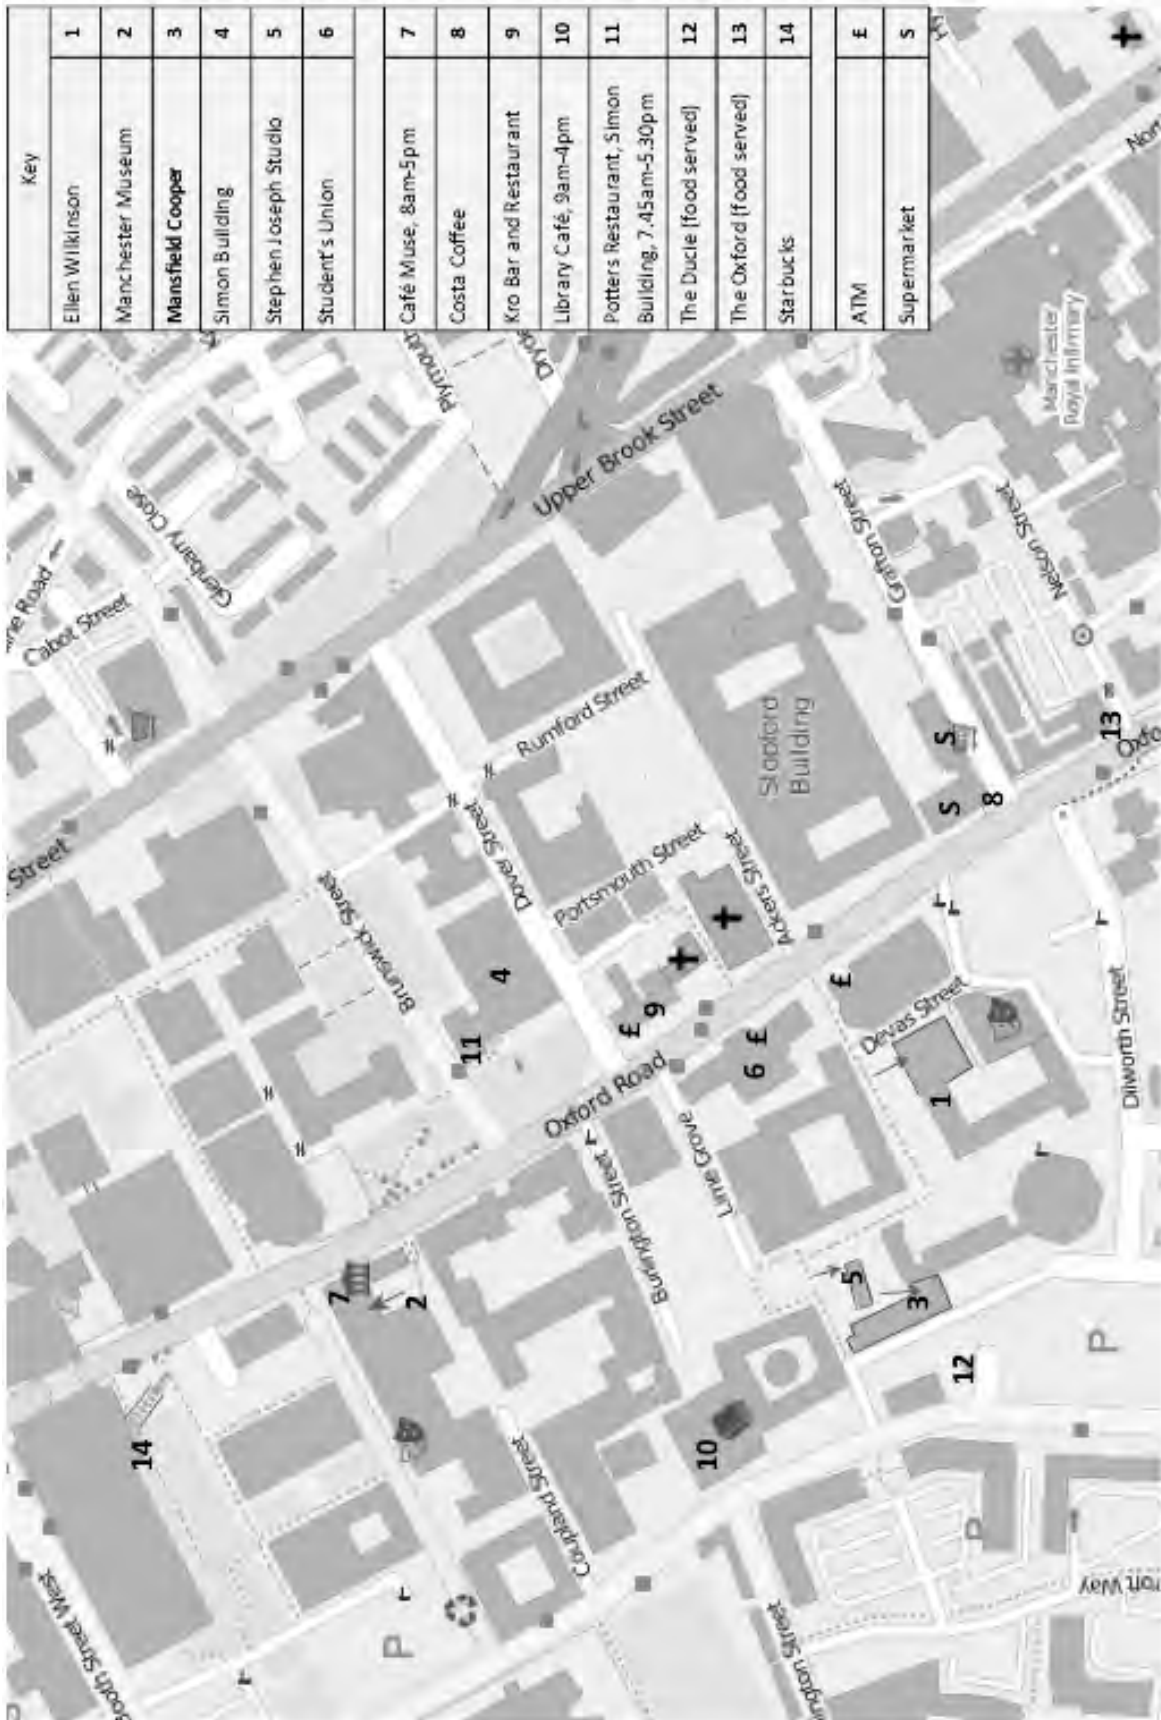 Key
Ellen Wilkinson 1
Manchester Museum 2
Mansfield Cooper 3
Simon Building 4
Stephen Joseph Studio 5
Student's Union 6
Café Muse, 8am-5pm 7
Costa Coffee 8
Kro Bar and Restaurant 9
Library Café, 9am-4pm 10
Potters Restaurant, Simon 11
Building, 7.45am-5.30pm
The Ducie (food served) 12
The Oxford (food served) 13
Starbucks 14
ATM £
Supermarket S
Cabot Street
Glenbarry Close
Plymouth
Upper Brook Street
Street
Brunswick Street
Dover Street
Rumford Street
Portsmouth Street
Ackers Street
Stopford
Building
Grafton Street
Nelson Street
Manchester
Royal Infirmary
Oxford Road
Devas Street
Dilworth Street
Lime Grove
Burlington Street
Coupland Street
Booth Street West
ington Street
Way
4
11
£
9
6
£
£
1
S
S
8
13
7
2
5
3
12
10
14
P
P
P